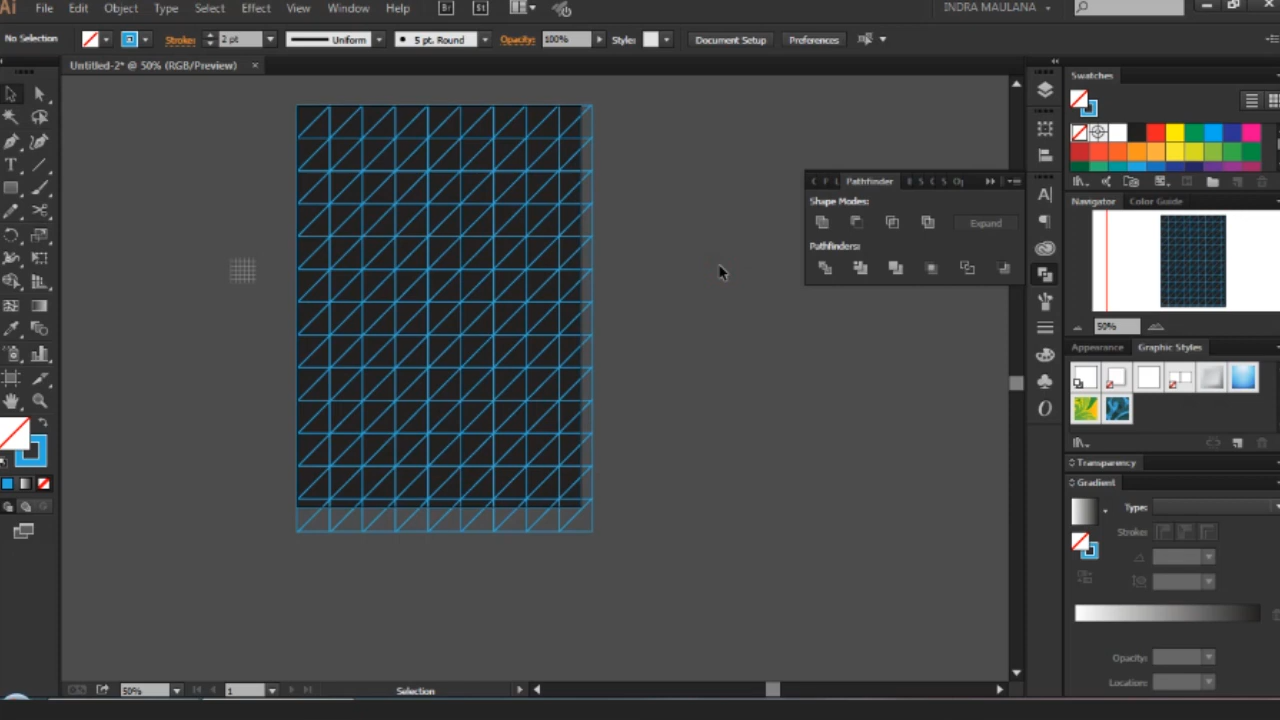 Ai File Edit Object Type Select Effect View Window Help Br St INDRA MAULANA
No Selection Stroke: 2 pt Uniform 5 pt. Round Opacity: 100% Style: Document Setup Preferences
Untitled-2* @ 50% (RGB/Preview) ×
Swatches
Pathfinder
Shape Modes:
Expand
Pathfinders:
Navigator Color Guide
50%
Appearance Graphic Styles
Transparency
Gradient
Type:
Stroke:
Opacity:
Location:
50% 1 Selection